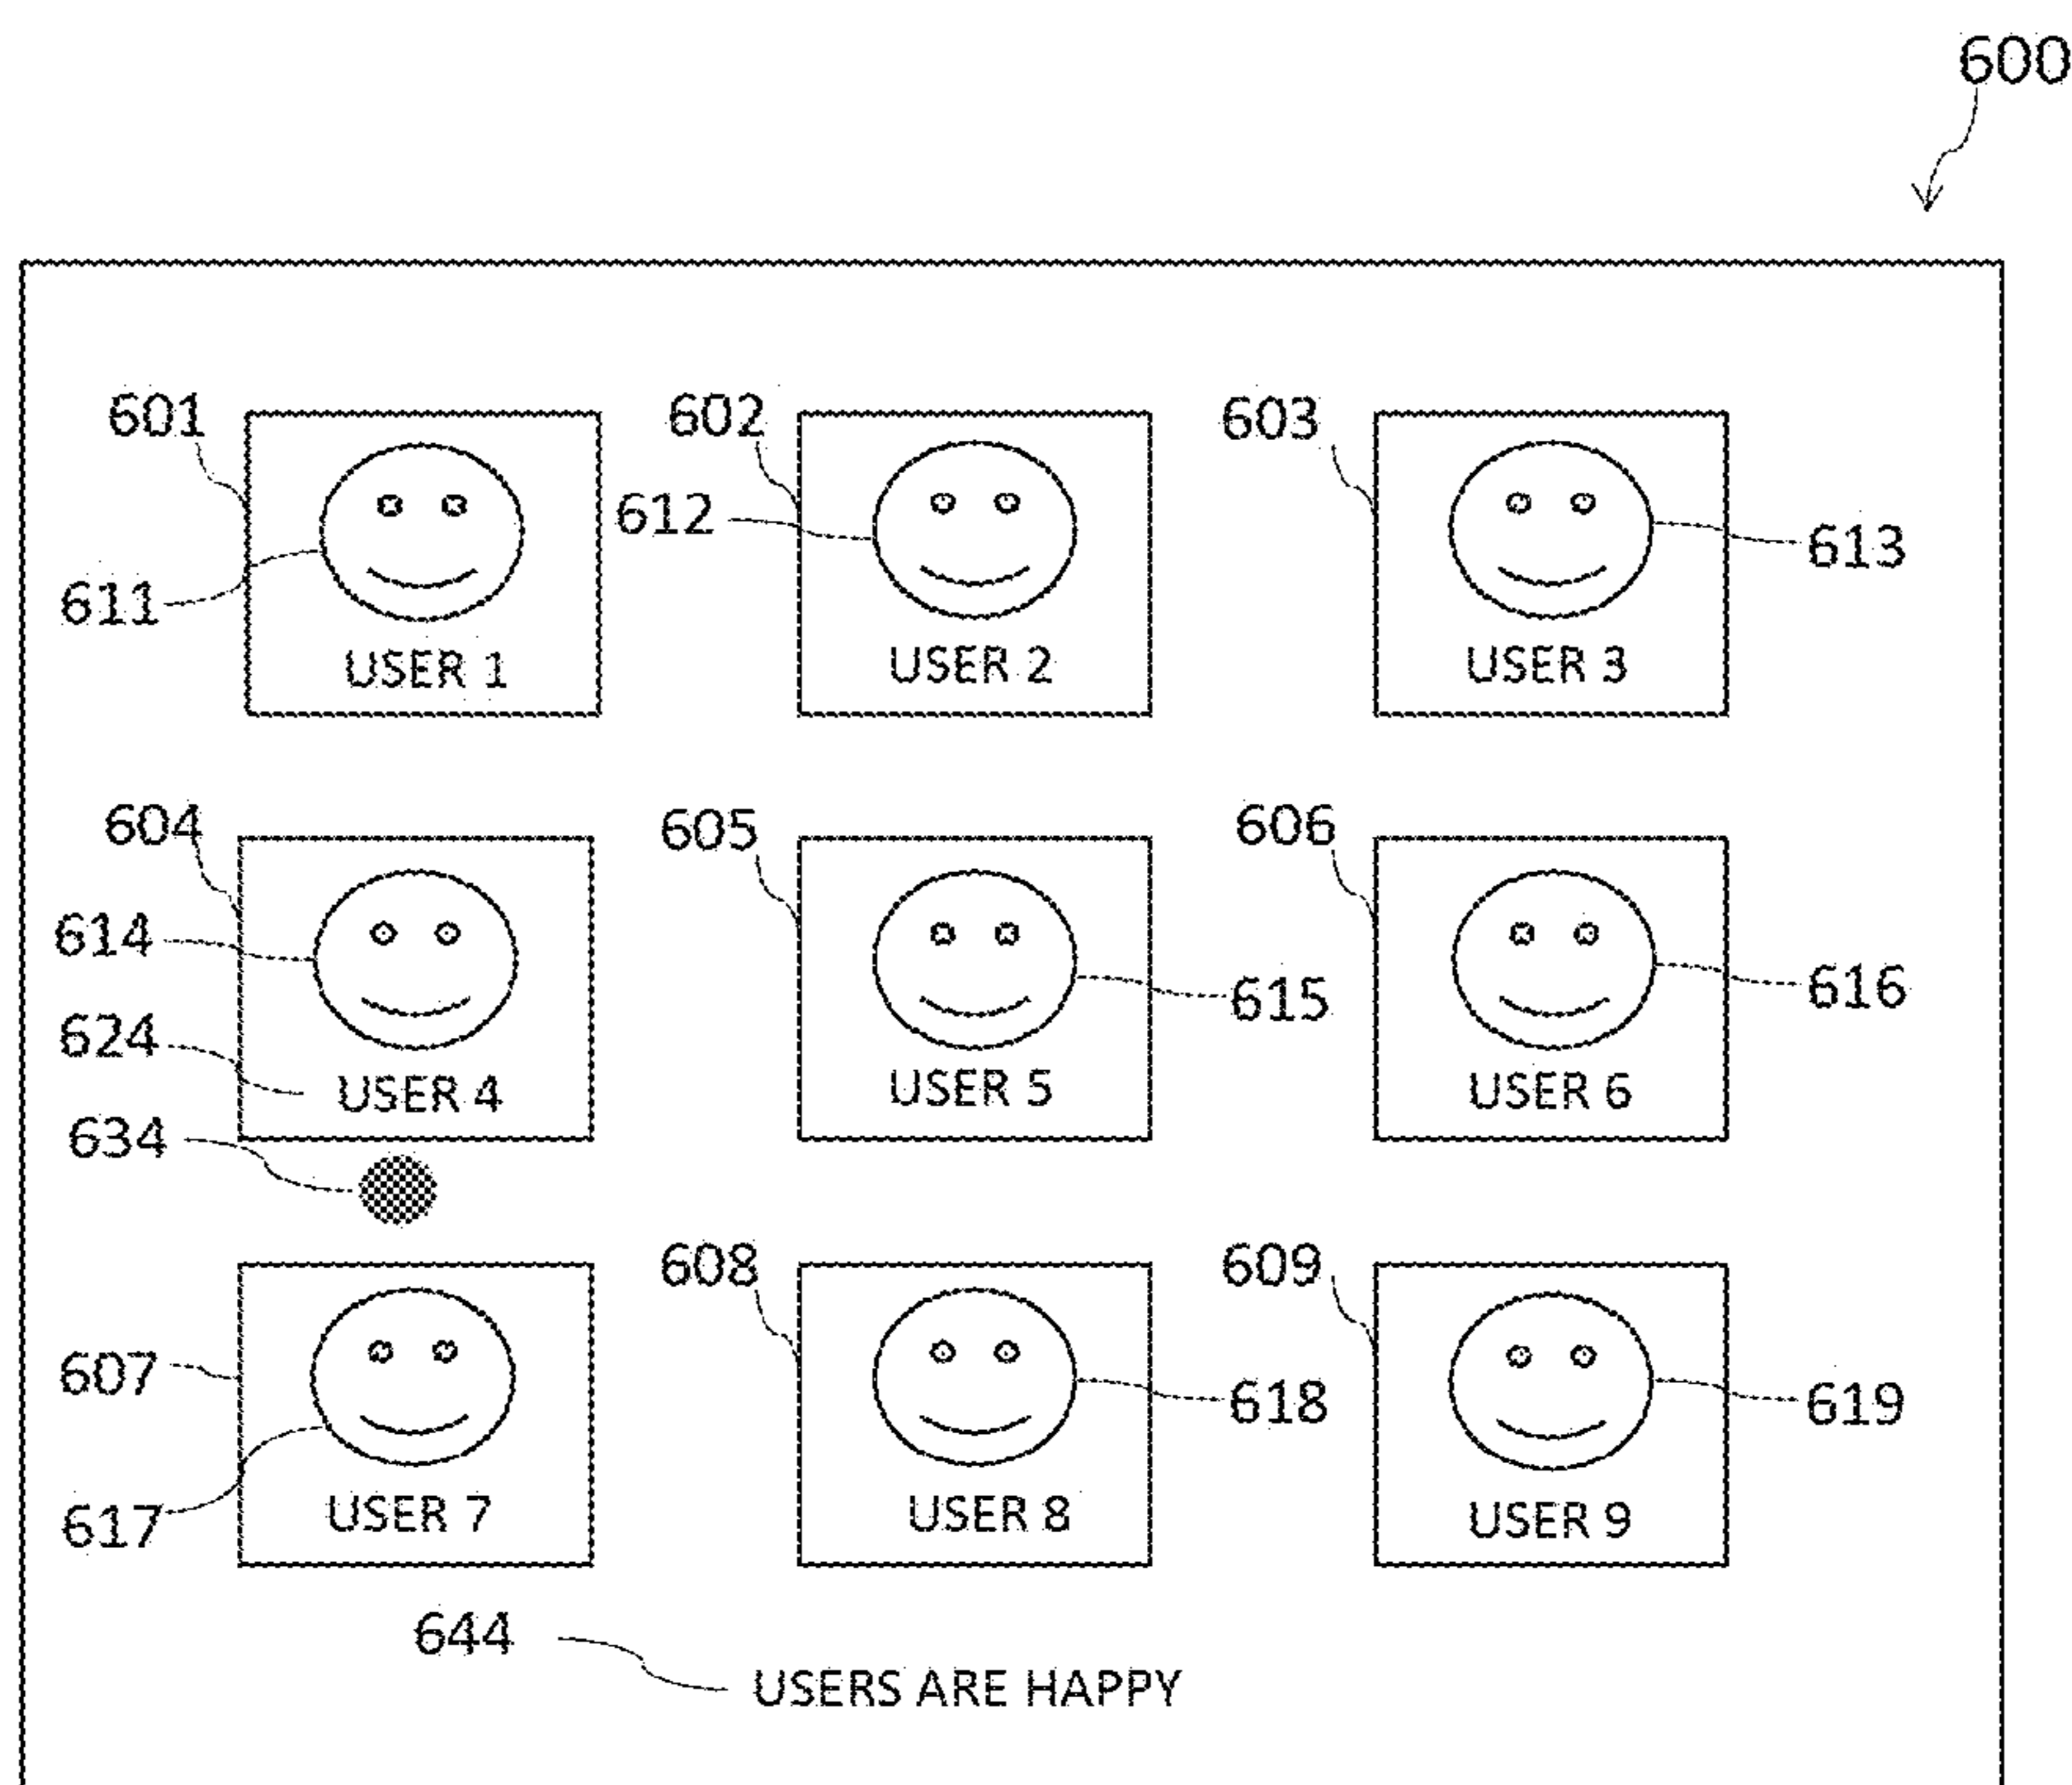 600
601 602 603
612
613
611
USER 1 USER 2 USER 3
604 605 606
614
615 616
624
USER 4 USER 5 USER 6
634
608 609
607
618 619
617
USER 7 USER 8 USER 9
644
USERS ARE HAPPY